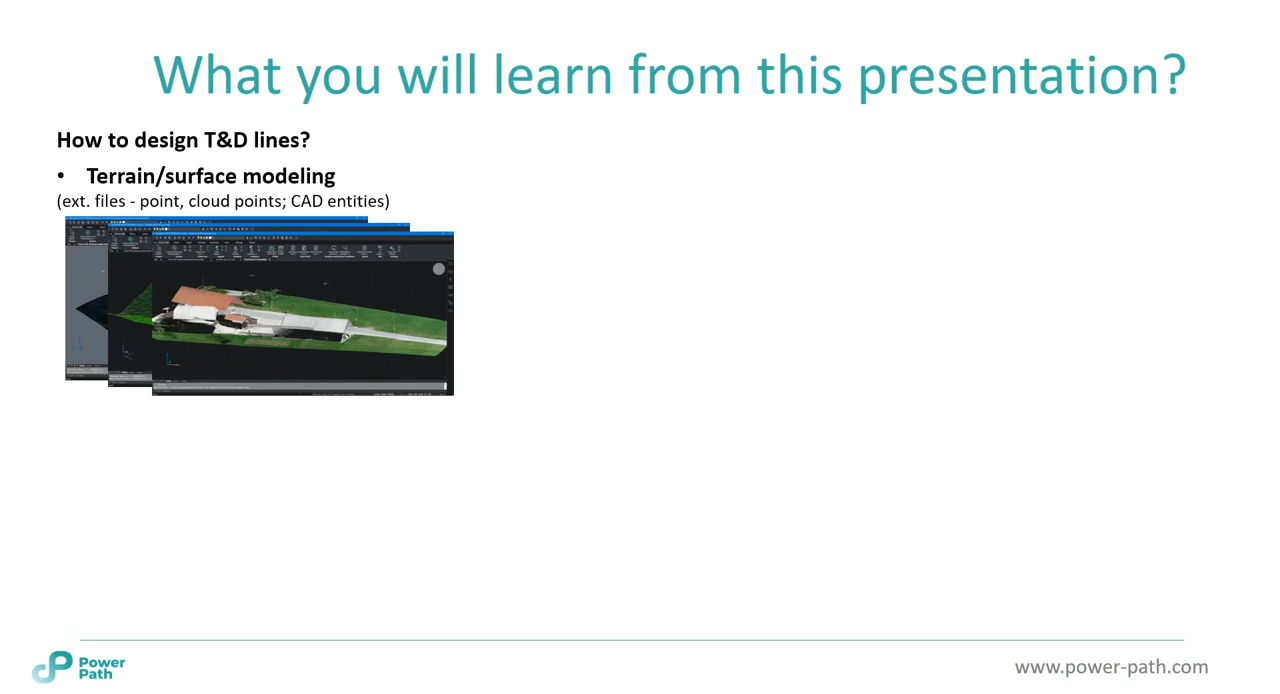 What you will learn from this presentation?
How to design T&D lines?
• Terrain/surface modeling
(ext. files - point, cloud points; CAD entities)
Power
Path
www.power-path.com